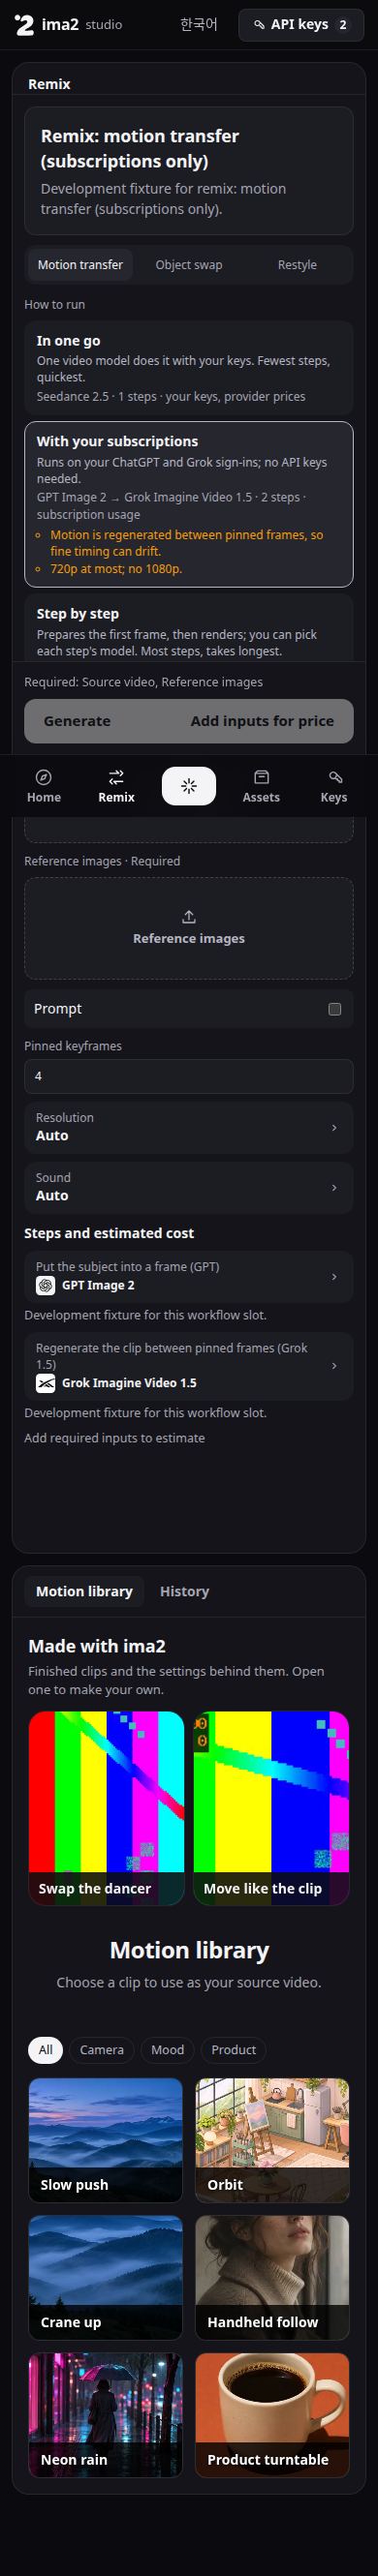 ima2 studio
한국어
API keys 2
Remix
Remix: motion transfer
(subscriptions only)
Development fixture for remix: motion
transfer (subscriptions only).
Motion transfer
Object swap
Restyle
How to run
In one go
One video model does it with your keys. Fewest steps,
quickest.
Seedance 2.5 · 1 steps · your keys, provider prices
With your subscriptions
Runs on your ChatGPT and Grok sign-ins; no API keys
needed.
GPT Image 2 → Grok Imagine Video 1.5 · 2 steps ·
subscription usage
Motion is regenerated between pinned frames, so
fine timing can drift.
720p at most; no 1080p.
Step by step
Prepares the first frame, then renders; you can pick
each step's model. Most steps, takes longest.
Required: Source video, Reference images
Generate
Add inputs for price
Home
Remix
Assets
Keys
Reference images · Required
Reference images
Prompt
Pinned keyframes
4
Resolution
Auto
Sound
Auto
Steps and estimated cost
Put the subject into a frame (GPT)
GPT Image 2
Development fixture for this workflow slot.
Regenerate the clip between pinned frames (Grok
1.5)
Grok Imagine Video 1.5
Development fixture for this workflow slot.
Add required inputs to estimate
Motion library
History
Made with ima2
Finished clips and the settings behind them. Open
one to make your own.
Swap the dancer
Move like the clip
Motion library
Choose a clip to use as your source video.
All
Camera
Mood
Product
Slow push
Orbit
Crane up
Handheld follow
Neon rain
Product turntable